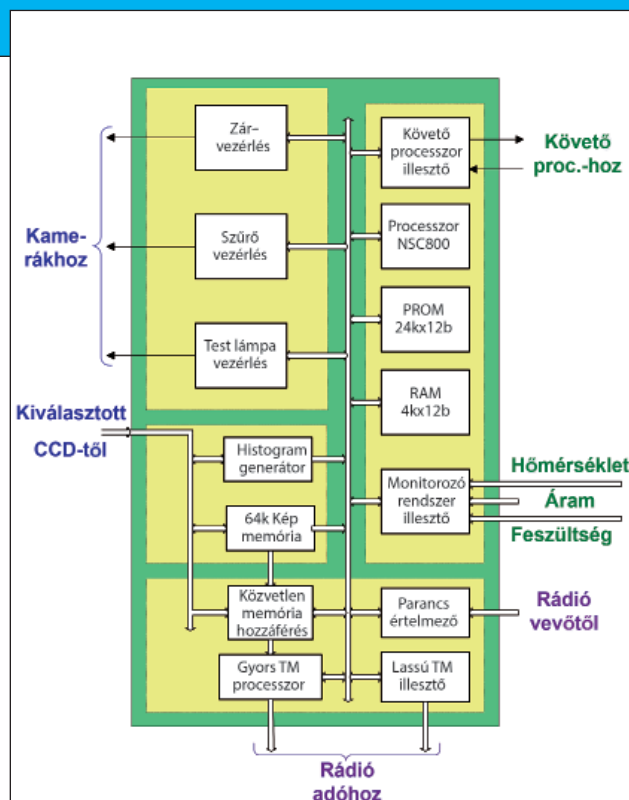 Zár–
vezérlés
Követő
processzor
illesztő
Követő
proc.-hoz
Kame-
rákhoz
Szűrő
vezérlés
Processzor
NSC800
PROM
24kx12b
Test lámpa
vezérlés
RAM
4kx12b
Kiválasztott
CCD-től
Histogram
generátor
Monitorozó
rendszer
illesztő
Hőmérséklet
Áram
Feszültség
64k Kép
memória
Közvetlen
memória
hozzáférés
Parancs
értelmező
Rádió
vevőtől
Gyors TM
processzor
Lassú TM
illesztő
Rádió
adóhoz